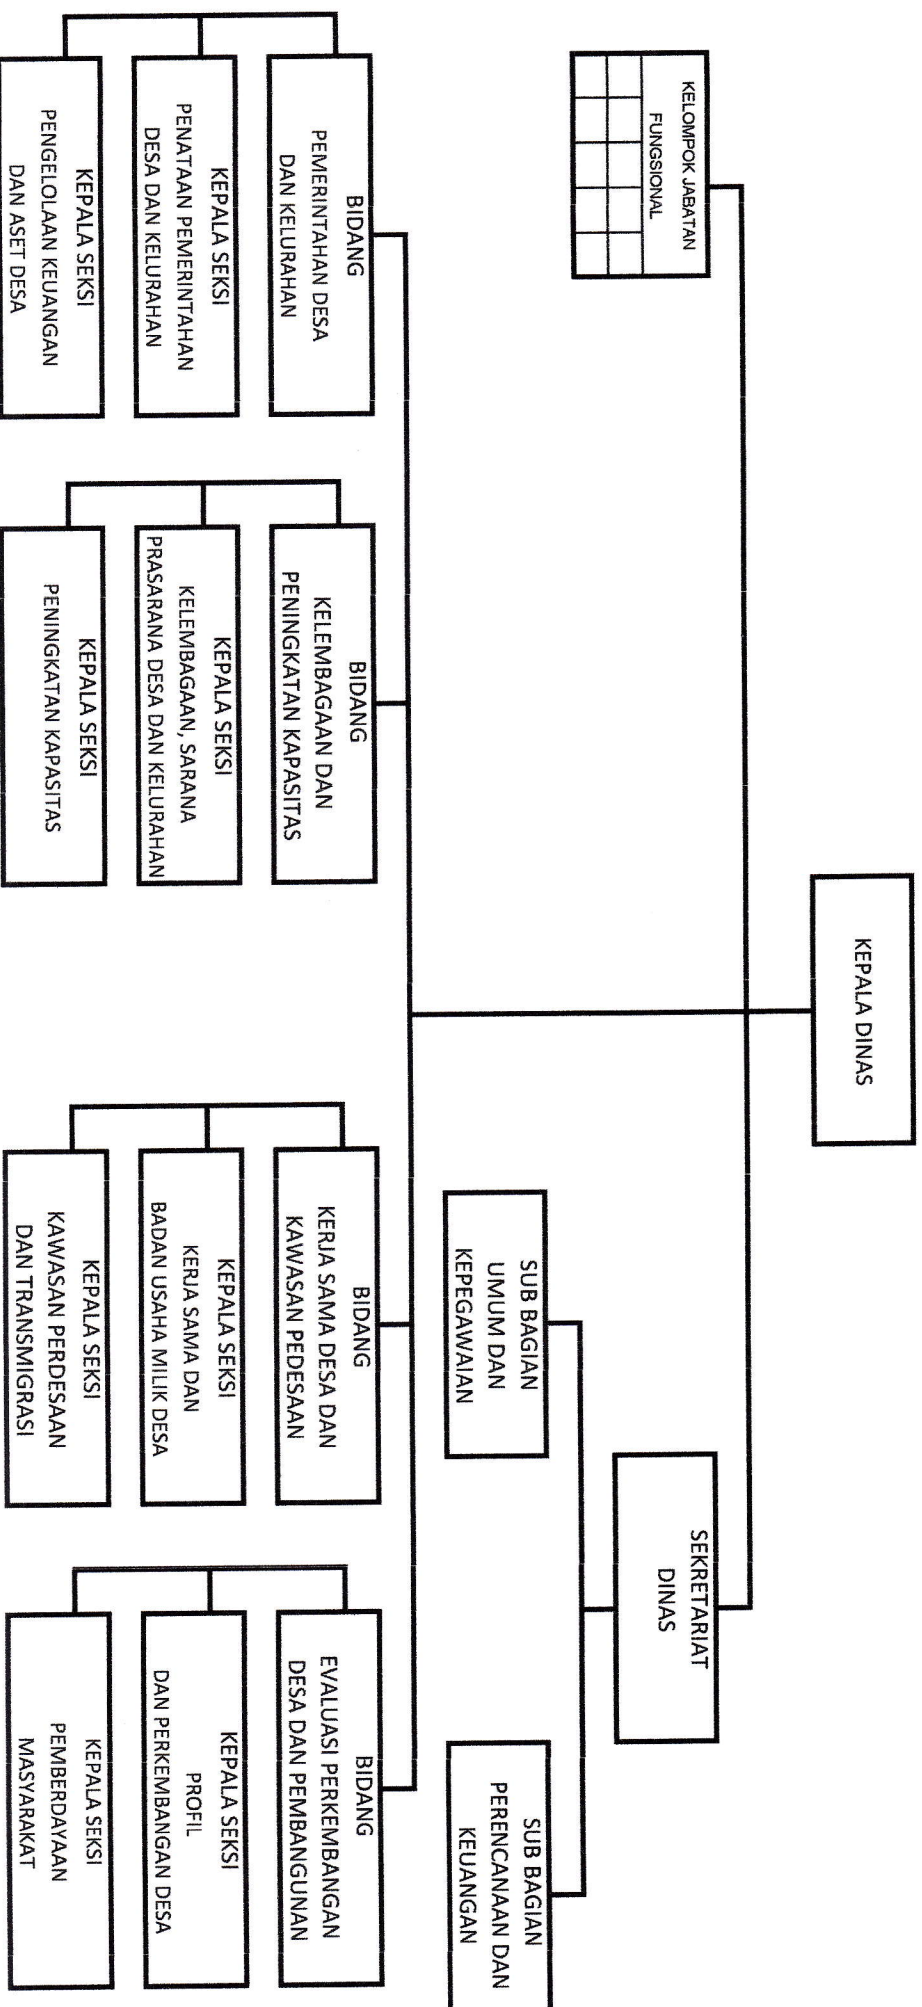 KEPALA DINAS
KELOMPOK JABATAN
FUNGSIONAL
SEKRETARIAT
DINAS
SUB BAGIAN
UMUM DAN
KEPEGAWAIAN
SUB BAGIAN
PERENCANAAN DAN
KEUANGAN
BIDANG
PEMERINTAHAN DESA
DAN KELURAHAN
KEPALA SEKSI
PENATAAN PEMERINTAHAN
DESA DAN KELURAHAN
KEPALA SEKSI
PENGELOLAAN KEUANGAN
DAN ASET DESA
BIDANG
KELEMBAGAAN DAN
PENINGKATAN KAPASITAS
KEPALA SEKSI
KELEMBAGAAN, SARANA
PRASARANA DESA DAN KELURAHAN
KEPALA SEKSI
PENINGKATAN KAPASITAS
BIDANG
KERJA SAMA DESA DAN
KAWASAN PEDESAAN
KEPALA SEKSI
KERJA SAMA DAN
BADAN USAHA MILIK DESA
KEPALA SEKSI
KAWASAN PERDESAAN
DAN TRANSMIGRASI
BIDANG
EVALUASI PERKEMBANGAN
DESA DAN PEMBANGUNAN
KEPALA SEKSI
PROFIL
DAN PERKEMBANGAN DESA
KEPALA SEKSI
PEMBERDAYAAN
MASYARAKAT